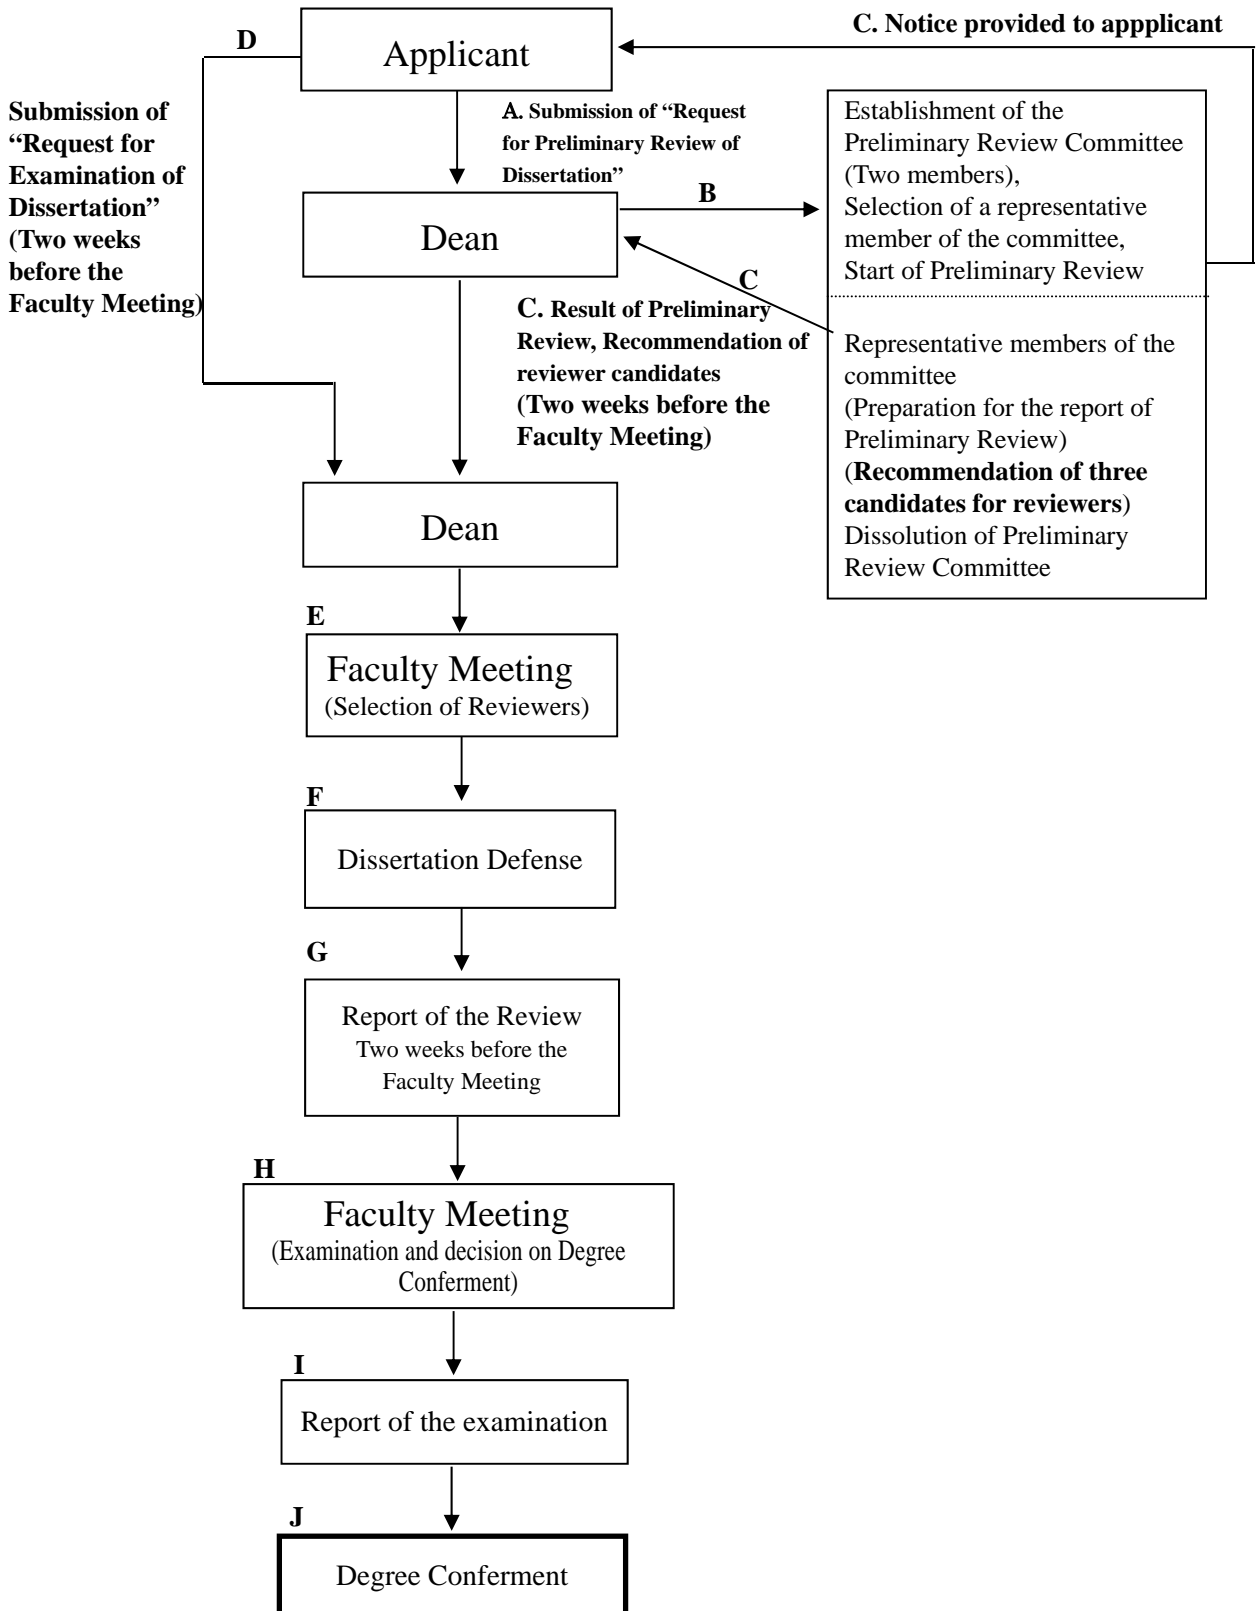 C. Notice provided to appplicant
D
Applicant
Submission of
“Request for
Examination of
Dissertation”
(Two weeks
before the
Faculty Meeting)
A. Submission of “Request
for Preliminary Review of
Dissertation”
B
Establishment of the
Preliminary Review Committee
(Two members),
Selection of a representative
member of the committee,
Start of Preliminary Review
Dean
C
C. Result of Preliminary
Review, Recommendation of
reviewer candidates
(Two weeks before the
Faculty Meeting)
Representative members of the
committee
(Preparation for the report of
Preliminary Review)
(Recommendation of three
candidates for reviewers)
Dissolution of Preliminary
Review Committee
Dean
E
Faculty Meeting
(Selection of Reviewers)
F
Dissertation Defense
G
Report of the Review
Two weeks before the
Faculty Meeting
H
Faculty Meeting
(Examination and decision on Degree
Conferment)
I
Report of the examination
J
Degree Conferment